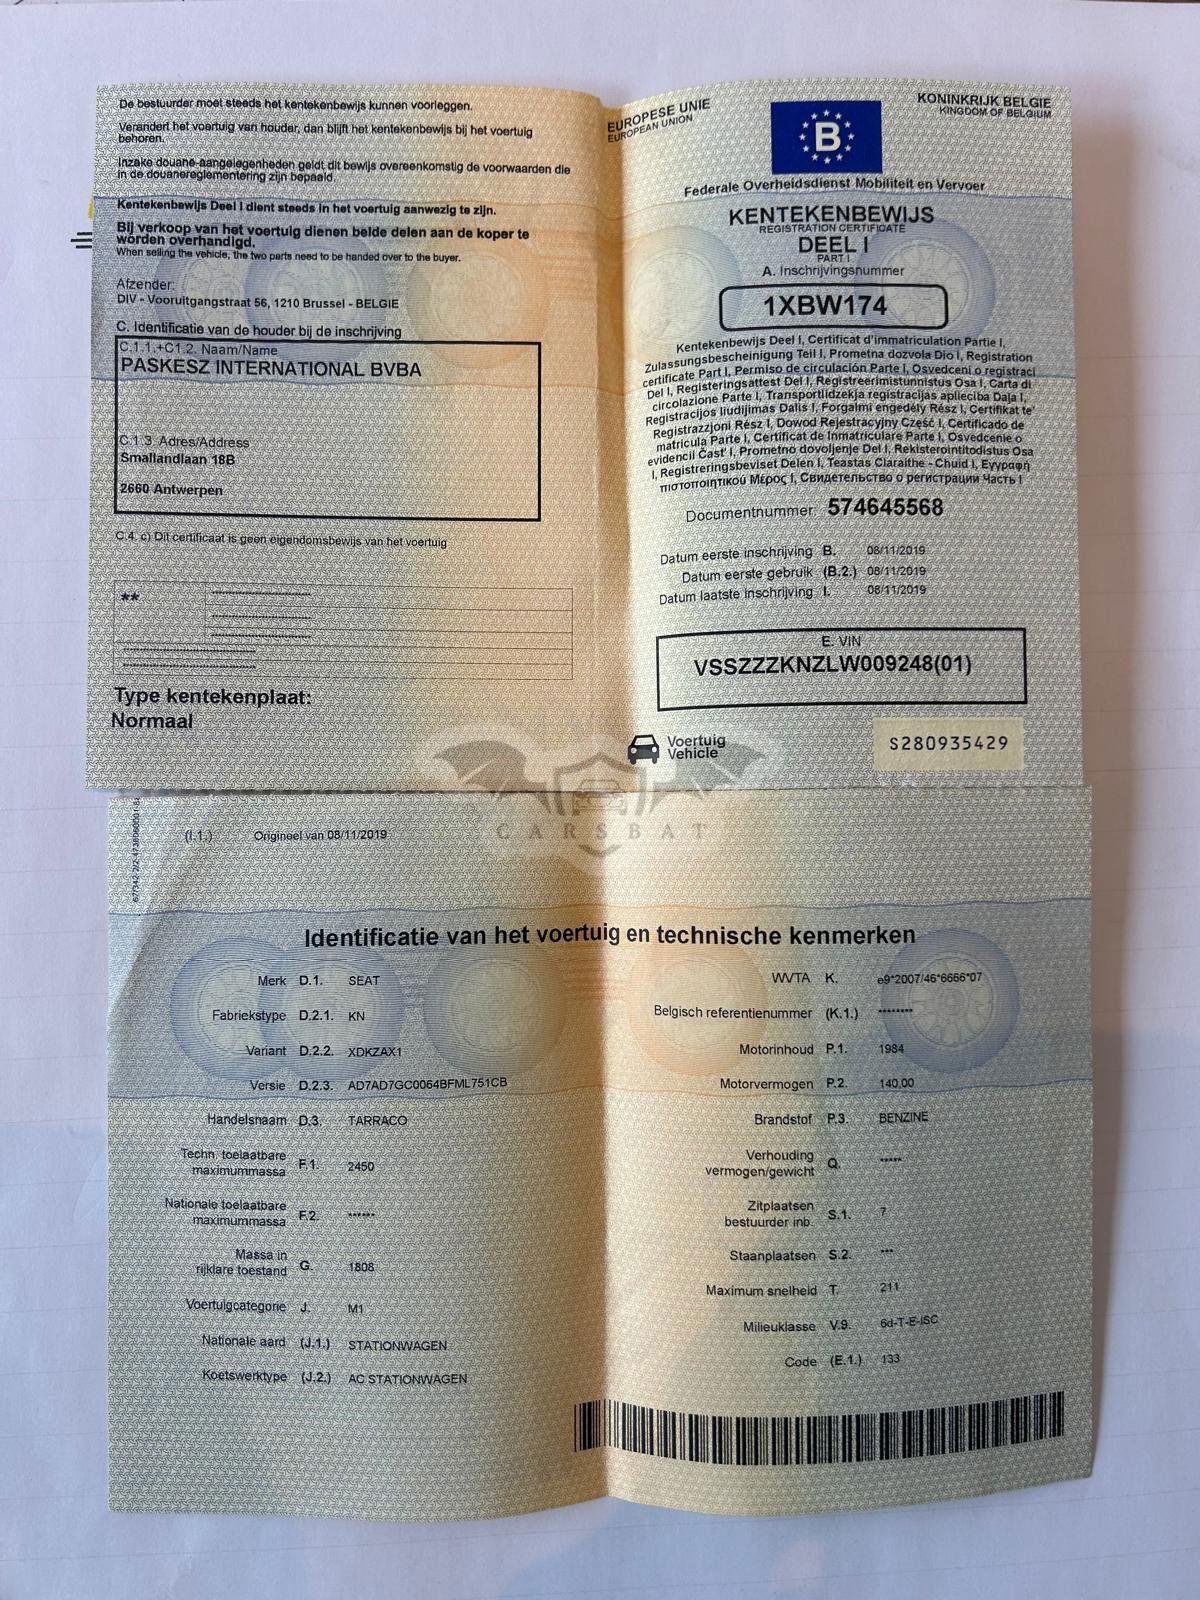 De bestuurder moet steeds het kentekenbewijs kunnen voorleggen.
Verandert het voertuig van houder, dan blijft het kentekenbewijs bij het voertuig
behoren.
Inzake douane-aangelegenheden geldt dit bewijs overeenkomstig de voorwaarden die
in de douanereglementering zijn bepaald.
Kentekenbewijs Deel I dient steeds in het voertuig aanwezig te zijn.
Bij verkoop van het voertuig dienen beide delen aan de koper te
worden overhandigd.
When selling the vehicle, the two parts need to be handed over to the buyer.
Afzender:
DIV - Vooruitgangstraat 56, 1210 Brussel - BELGIE
C. Identificatie van de houder bij de inschrijving
C.1.1.+C1.2. Naam/Name
PASKESZ INTERNATIONAL BVBA
C.1.3. Adres/Address
Smallandlaan 18B
2660 Antwerpen
C.4. c) Dit certificaat is geen eigendomsbewijs van het voertuig
**
Type kentekenplaat:
Normaal
EUROPESE UNIE
EUROPEAN UNION
B
KONINKRIJK BELGIE
KINGDOM OF BELGIUM
Federale Overheidsdienst Mobiliteit en Vervoer
KENTEKENBEWIJS
REGISTRATION CERTIFICATE
DEEL I
PART I
A. Inschrijvingsnummer
1XBW174
Kentekenbewijs Deel I, Certificat d'immatriculation Partie I,
Zulassungsbescheinigung Teil I, Prometna dozvola Dio I, Registration
certificate Part I, Permiso de circulación Parte I, Osvedcení o registraci
Del I, Registeringsattest Del I, Registreerimistunnistus Osa I, Carta di
circolazione Parte I, Transportlidzekja registracijas aplieciba Daļa I,
Registracijos liudijimas Dalis I, Forgalmi engedély Rész I, Certifikat te'
Registrazzjoni Rész I, Dowod Rejestracyjny Część I, Certificado de
matricula Parte I, Certificat de Inmatriculare Parte I, Osvedcenie o
evidencii Čast' I, Prometno dovoljenje Del I, Rekisterointitodistus Osa
I, Registreringsbeviset Delen I, Teastas Claraithe - Chuid I, Εγγραφή
πιστοποιητικού Μέρος I, Свидетельство о регистрации Часть I
Documentnummer: 574645568
Datum eerste inschrijving B. 08/11/2019
Datum eerste gebruik (B.2.) 08/11/2019
Datum laatste inschrijving I. 08/11/2019
E. VIN
VSSZZZKNZLW009248(01)
Voertuig
Vehicle
S280935429
CARSBAT
(I.1.) Origineel van 08/11/2019
Identificatie van het voertuig en technische kenmerken
Merk D.1. SEAT
Fabriekstype D.2.1. KN
Variant D.2.2. XDKZAX1
Versie D.2.3. AD7AD7GC0064BFML751CB
Handelsnaam D.3. TARRACO
Techn. toelaatbare
maximummassa F.1. 2450
Nationale toelaatbare
maximummassa F.2. ******
Massa in
rijklare toestand G. 1808
Voertuigcategorie J. M1
Nationale aard (J.1.) STATIONWAGEN
Koetswerktype (J.2.) AC STATIONWAGEN
WVTA K. e9*2007/46*6666*07
Belgisch referentienummer (K.1.) ********
Motorinhoud P.1. 1984
Motorvermogen P.2. 140.00
Brandstof P.3. BENZINE
Verhouding
vermogen/gewicht Q. *****
Zitplaatsen
bestuurder inb. S.1. 7
Staanplaatsen S.2. ***
Maximum snelheid T. 211
Milieuklasse V.9. 6d-T-E-ISC
Code (E.1.) 133